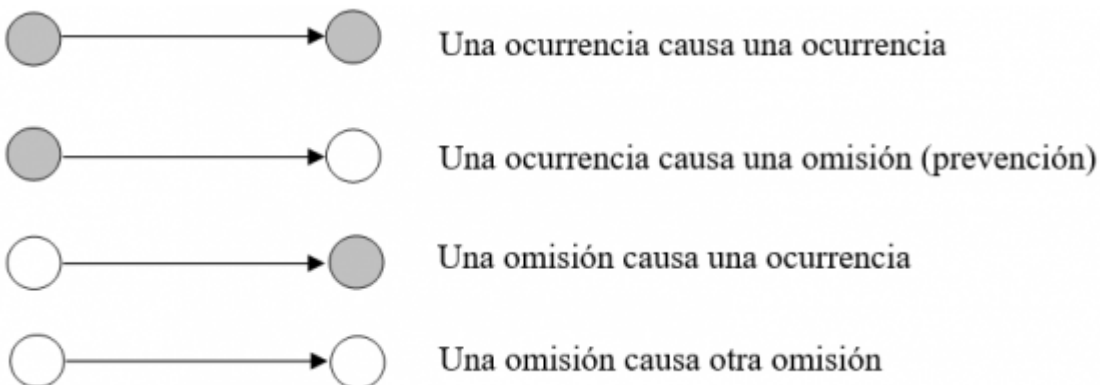 Una ocurrencia causa una ocurrencia
Una ocurrencia causa una omisión (prevención)
Una omisión causa una ocurrencia
Una omisión causa otra omisión